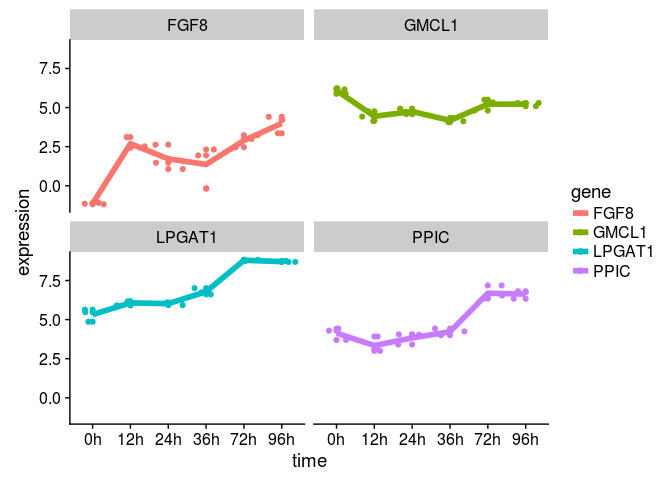 FGF8 GMCL1
7.5
5.0
2.5
0.0
expression
LPGAT1 PPIC
7.5
5.0
2.5
0.0
0h 12h 24h 36h 72h 96h 0h 12h 24h 36h 72h 96h
time
gene
FGF8
GMCL1
LPGAT1
PPIC